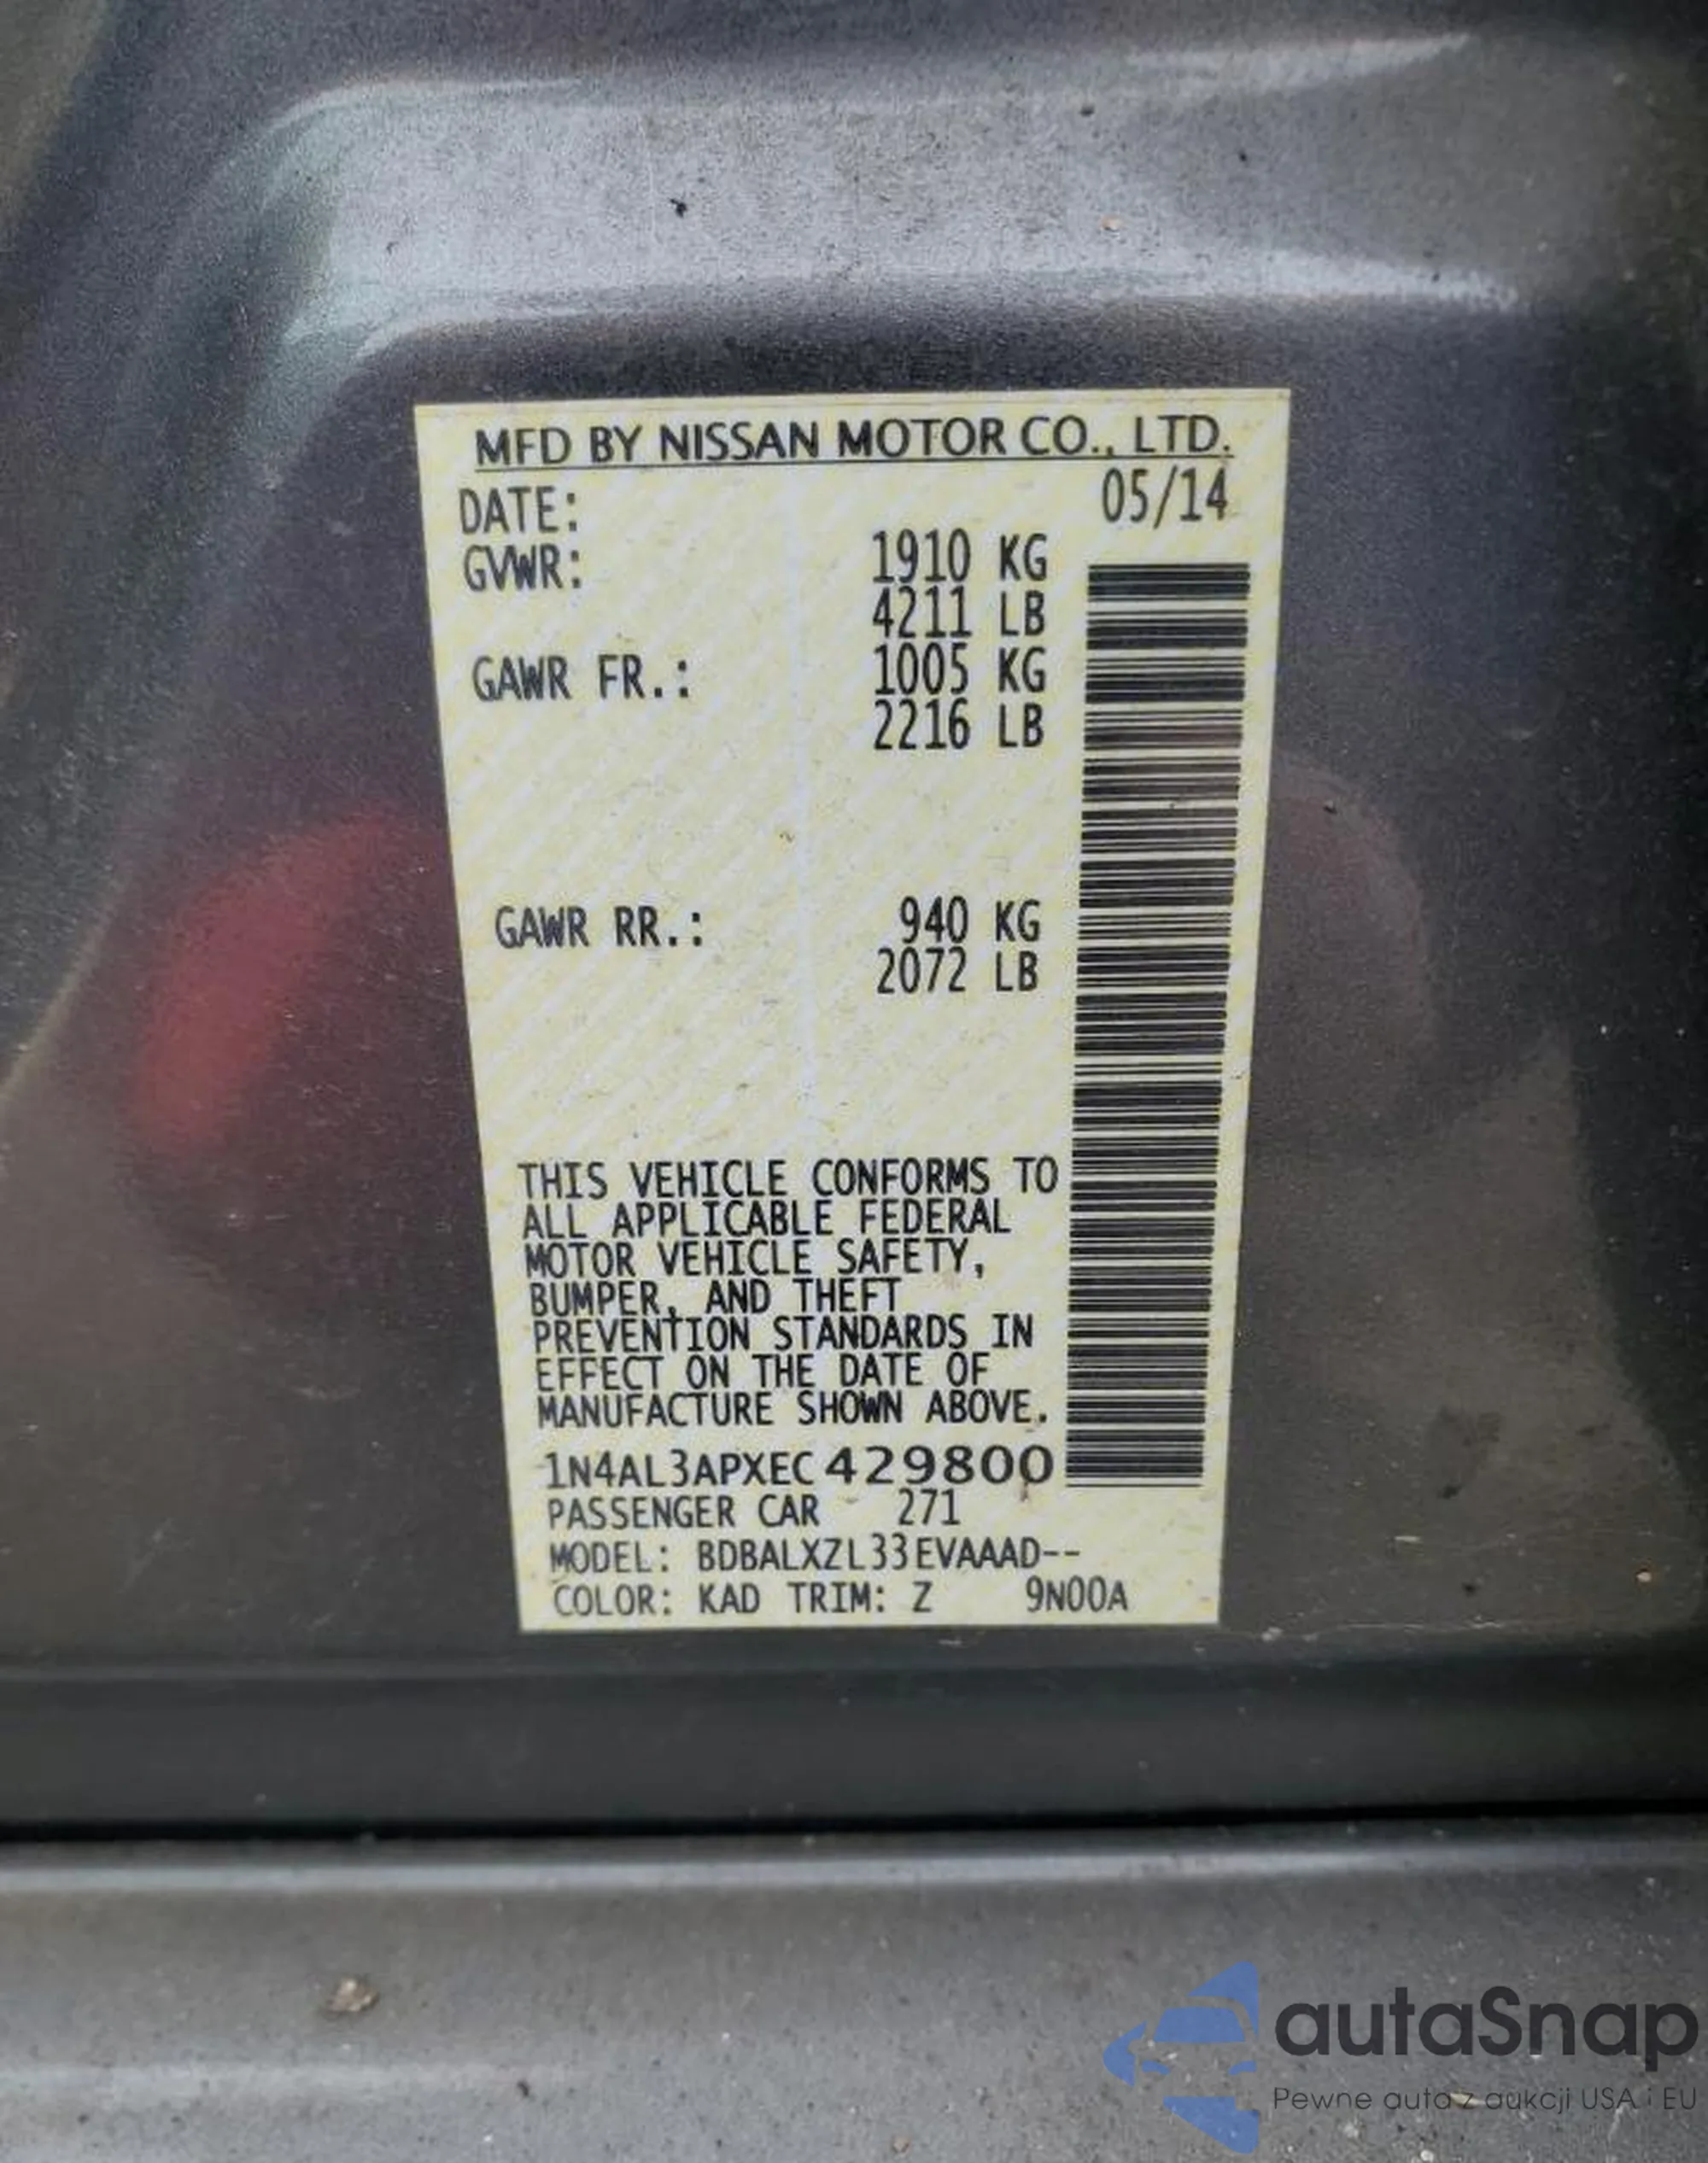 MFD BY NISSAN MOTOR CO., LTD.
DATE: 05/14
GVWR: 1910 KG
4211 LB
GAWR FR.: 1005 KG
2216 LB
GAWR RR.: 940 KG
2072 LB
THIS VEHICLE CONFORMS TO
ALL APPLICABLE FEDERAL
MOTOR VEHICLE SAFETY,
BUMPER, AND THEFT
PREVENTION STANDARDS IN
EFFECT ON THE DATE OF
MANUFACTURE SHOWN ABOVE.
1N4AL3APXEC429800
PASSENGER CAR 271
MODEL: BDBALXZL33EVAAAD--
COLOR: KAD TRIM: Z 9N00A
autaSnap
Pewne auta z aukcji USA i EU